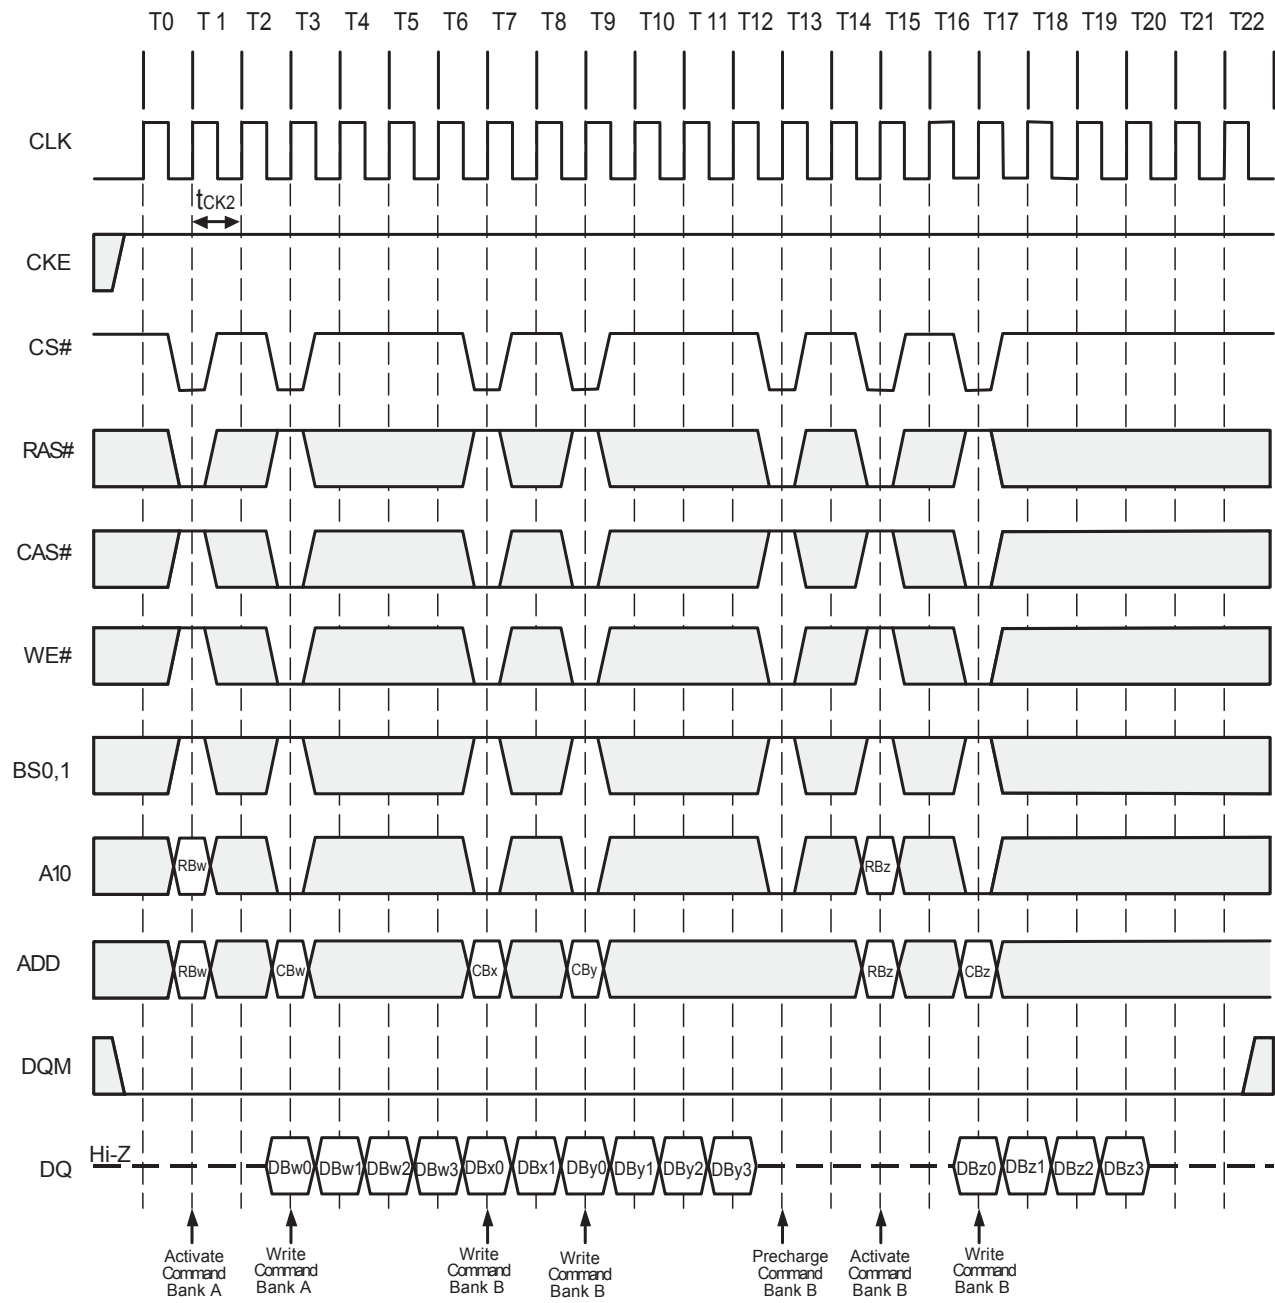 T0 T 1 T2 T3 T4 T5 T6 T7 T8 T9 T10 T 11 T12 T13 T14 T15 T16 T17 T18 T19 T20 T21 T22
CLK
tCK2
CKE
CS#
RAS#
CAS#
WE#
BS0,1
A10 RBw RBz
ADD RBw CBw CBx CBy RBz CBz
DQM
Hi-Z
DQ DBw0 DBw1 DBw2 DBw3 DBx0 DBx1 DBy0 DBy1 DBy2 DBy3 DBz0 DBz1 DBz2 DBz3
Activate
Command
Bank A
Write
Command
Bank A
Write
Command
Bank B
Write
Command
Bank B
Precharge
Command
Bank B
Activate
Command
Bank B
Write
Command
Bank B